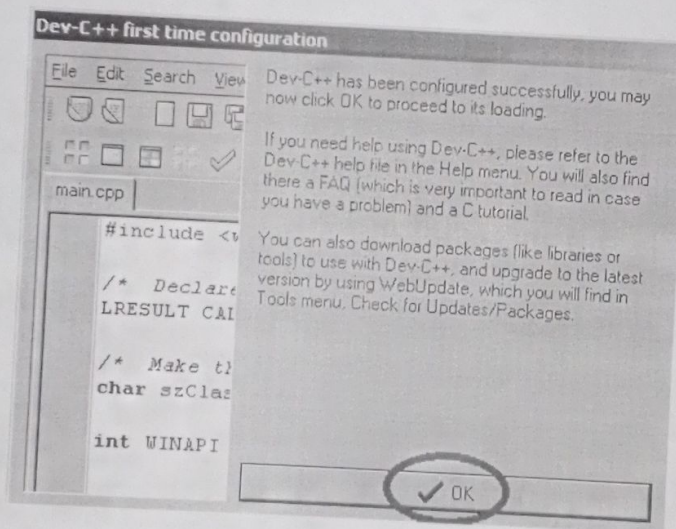 Dev-C++ first time configuration
File Edit Search View
main.cpp
#include <w
/* Declare
LRESULT CAL
/* Make th
char szClas
int WINAPI
Dev-C++ has been configured successfully, you may
now click OK to proceed to its loading.
If you need help using Dev-C++, please refer to the
Dev-C++ help file in the Help menu. You will also find
there a FAQ (which is very important to read in case
you have a problem) and a C tutorial.
You can also download packages (like libraries or
tools) to use with Dev-C++, and upgrade to the latest
version by using WebUpdate, which you will find in
Tools menu, Check for Updates/Packages.
OK